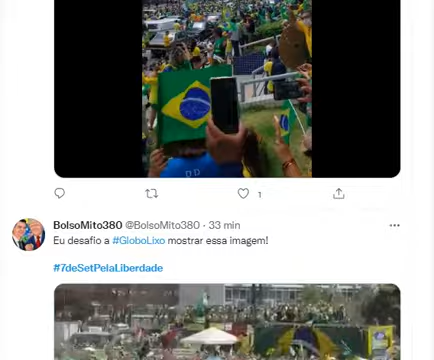 1
BolsoMito380 @BolsoMito380 · 33 min
Eu desafio a #GloboLixo mostrar essa imagem!
#7deSetPelaLiberdade